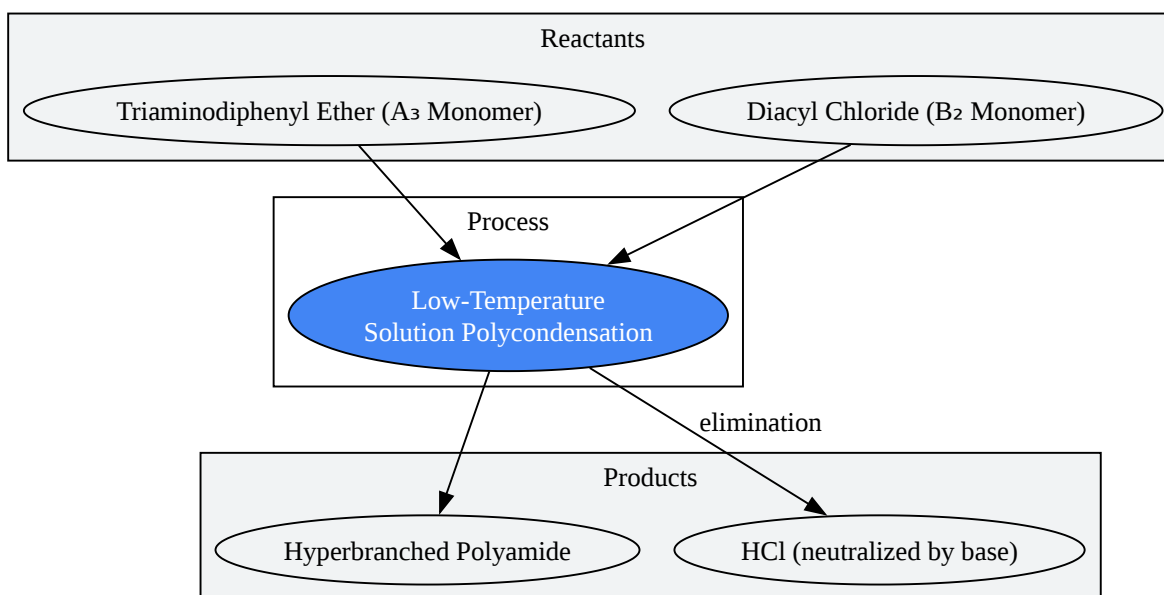 Reactants
Triaminodiphenyl Ether (A₃ Monomer)
Diacyl Chloride (B₂ Monomer)
Process
Low-Temperature
Solution Polycondensation
elimination
Products
Hyperbranched Polyamide
HCl (neutralized by base)